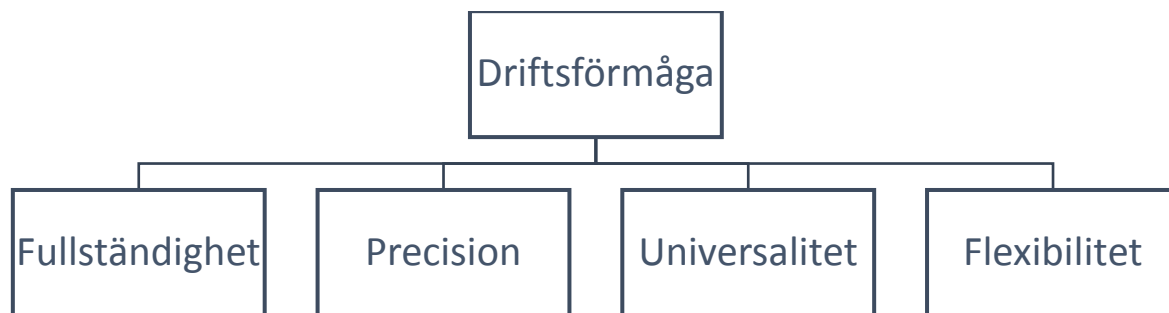 Driftsförmåga
Fullständighet
Precision
Universalitet
Flexibilitet